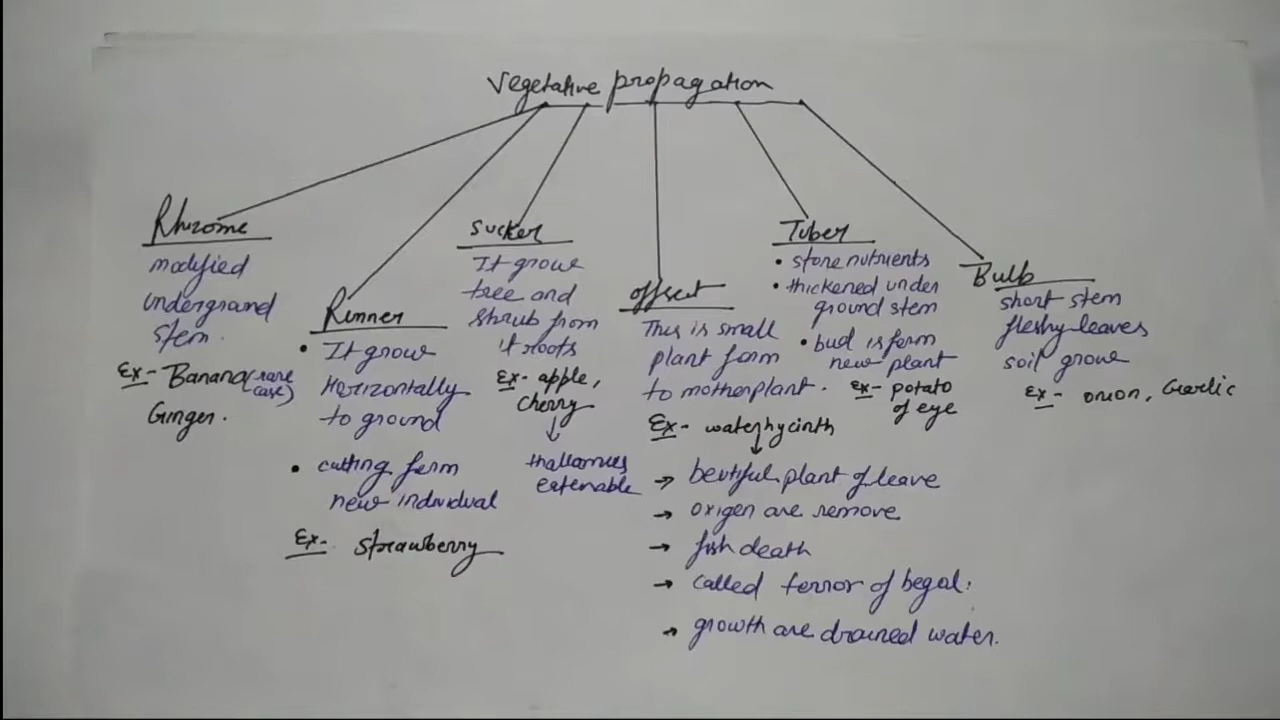 Vegetative propagation
Rhizome
modified
underground
stem.
Ex- Banana (rare case)
Ginger.
Runner
• It grow
Horizontally
to ground
• cutting form
new individual
Ex- strawberry
Sucker
It grow
tree and
Shrub from
it roots
Ex- apple,
cherry
↓
thallamus
eatenable
offset
This is small
plant form
to motherplant.
Ex- waterhycinth
→ beutiful plant of leave
→ oxigen are remove
→ fish death
→ called terror of begal.
→ growth are drained water.
Tuber
• store nutrients
• thickened under
ground stem
• bud is form
new plant
Ex- potato
of eye
Bulb
short stem
fleshy leaves
soil grow
Ex- onion, Garlic